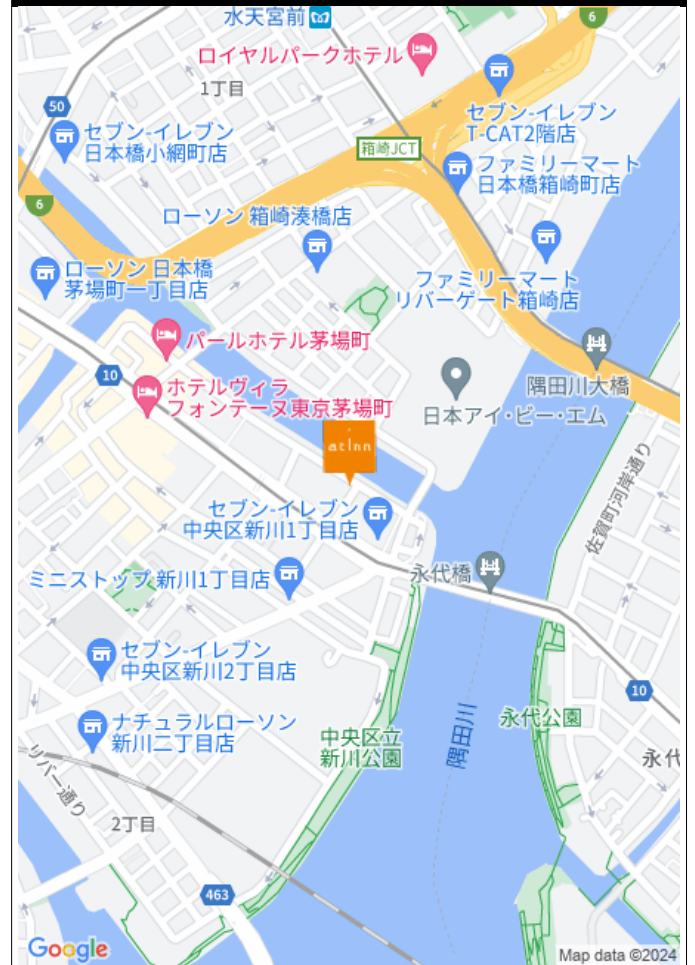 水天宮前
6
ロイヤルパークホテル
1丁目
50
セブン-イレブン
T-CAT2階店
セブン-イレブン
日本橋小網町店
箱崎JCT
ファミリーマート
日本橋箱崎町店
6
ローソン 箱崎湊橋店
ローソン 日本橋
茅場町一丁目店
ファミリーマート
リバーゲート箱崎店
パールホテル茅場町
10
隅田川大橋
ホテルヴィラ
フォンテーヌ東京茅場町
日本アイ・ビー・エム
atInn
佐賀町河岸通り
セブン-イレブン
中央区新川1丁目店
ミニストップ 新川1丁目店
永代橋
セブン-イレブン
中央区新川2丁目店
10
ナチュラルローソン
新川二丁目店
永代公園
中央区立
新川公園
隅田川
永代
リバー通り
2丁目
463
Google
Map data ©2024